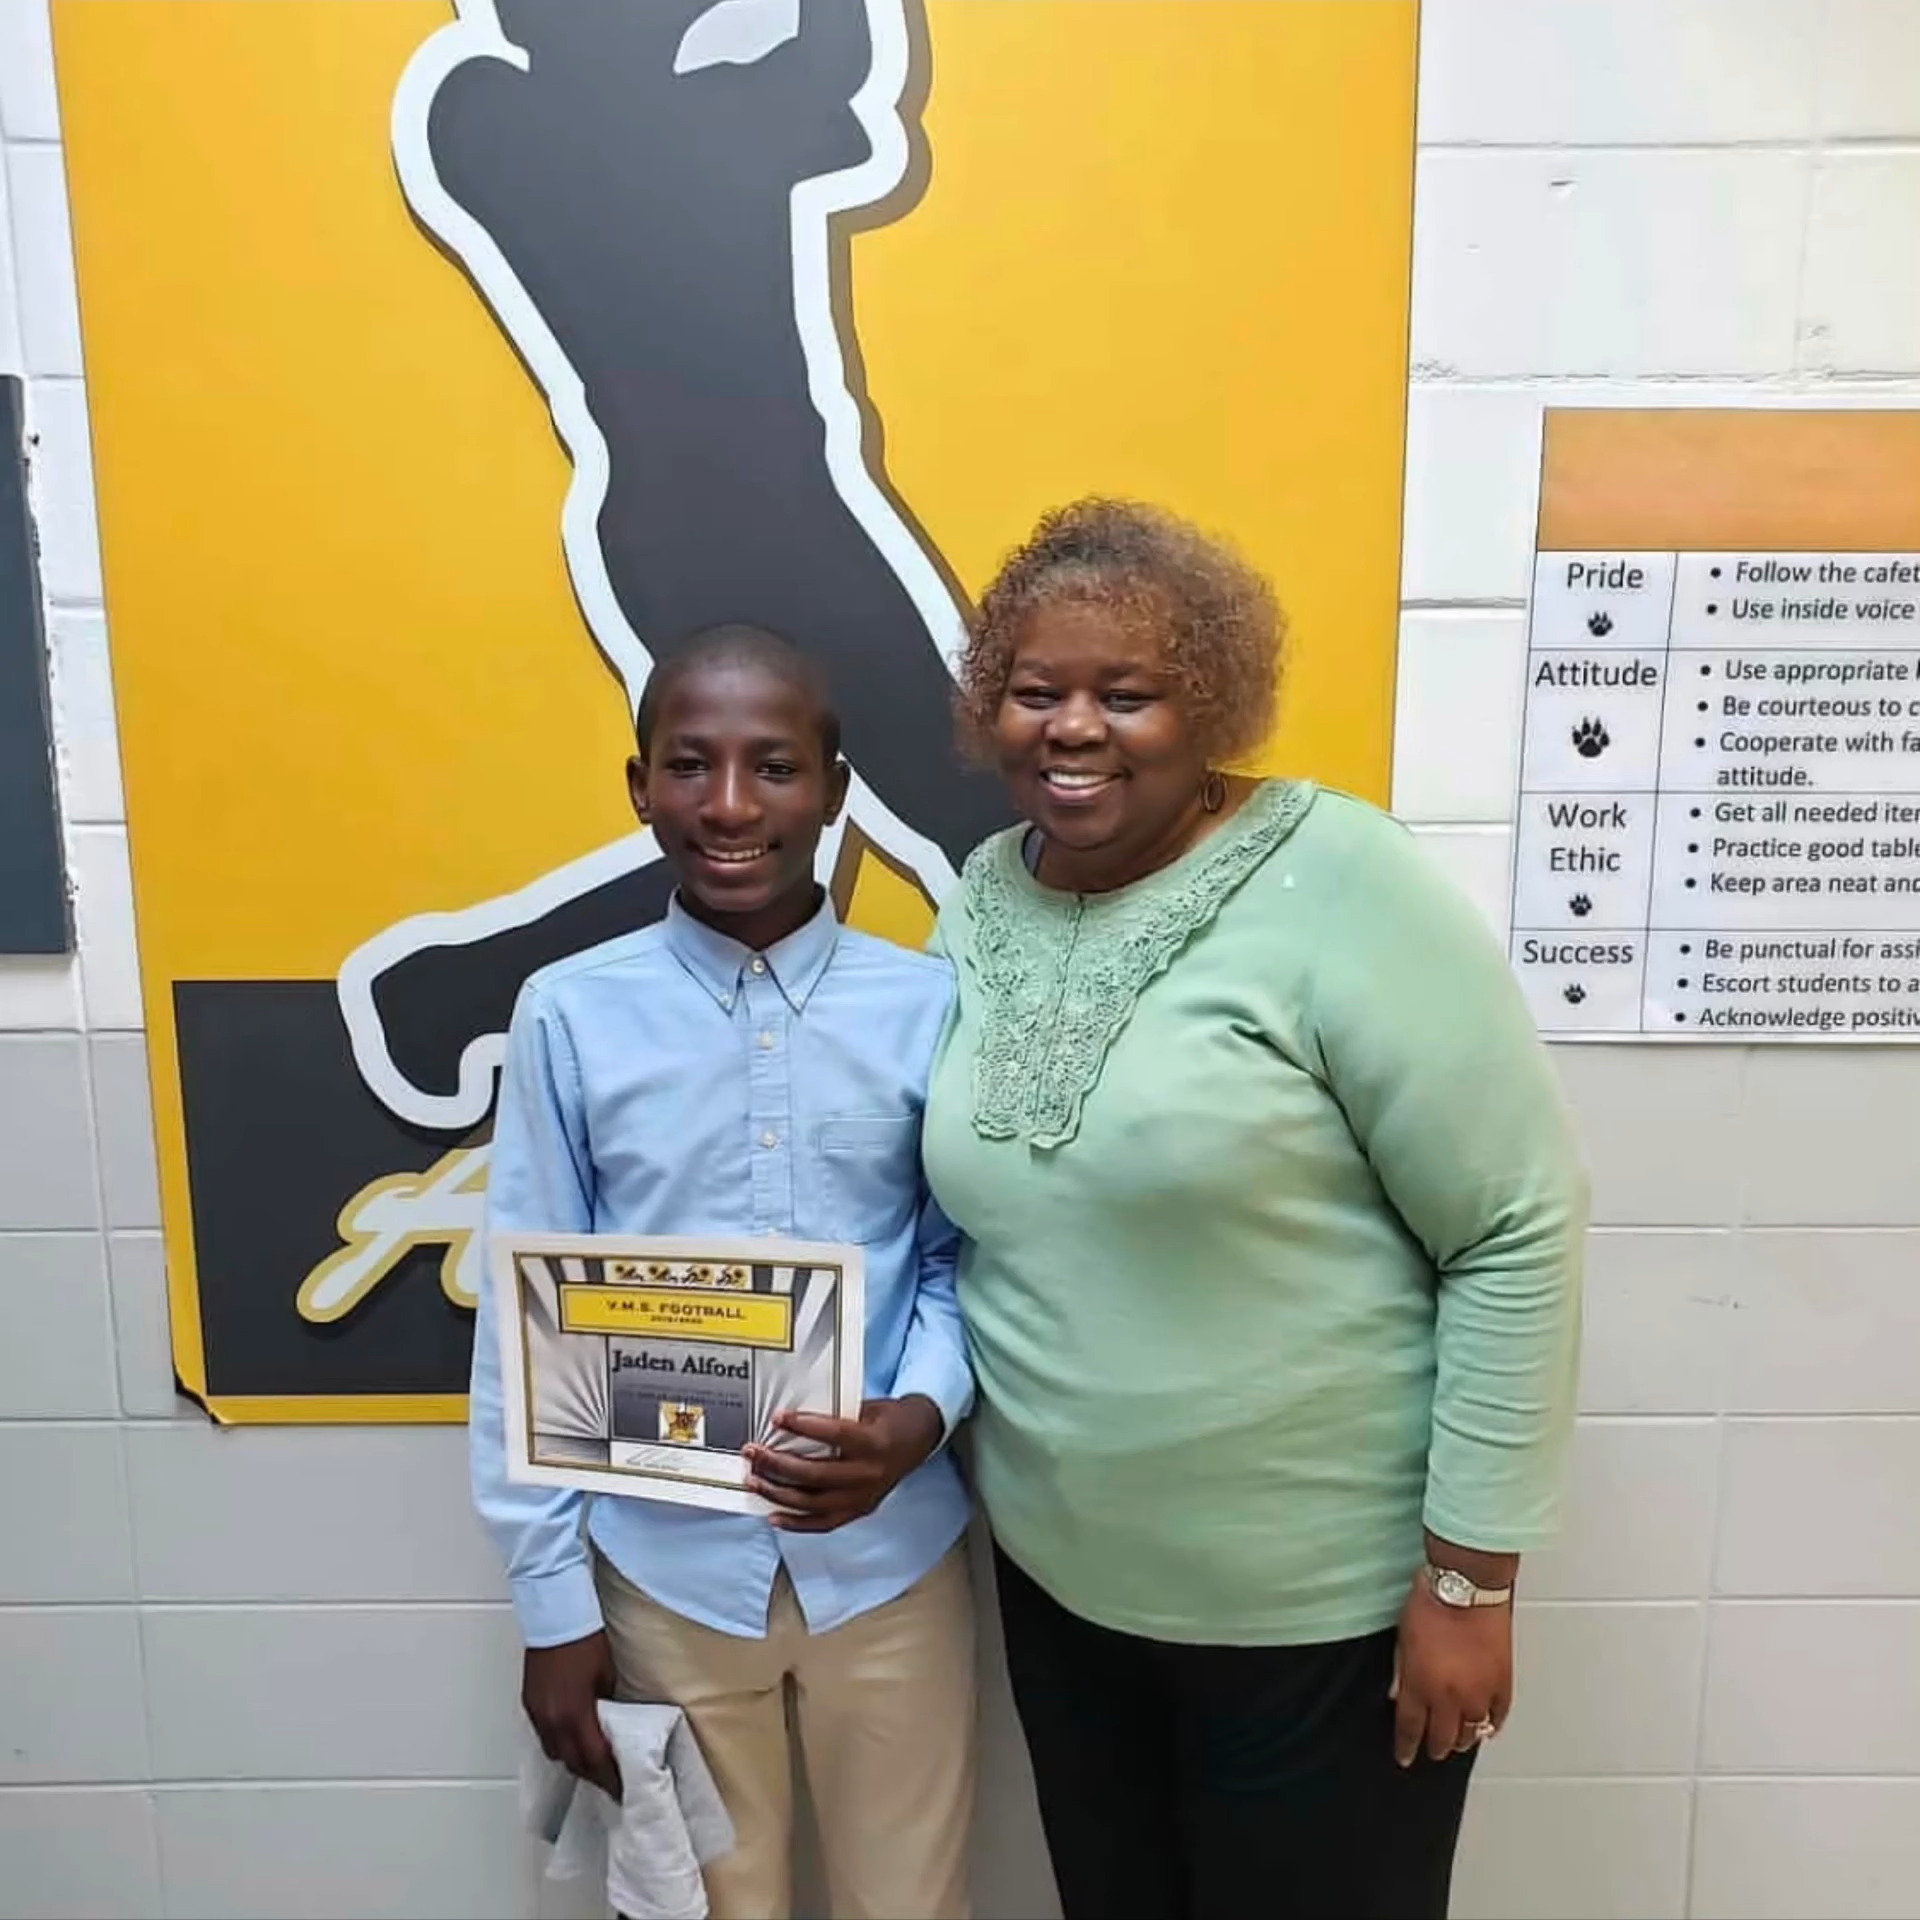 A
V.M.S. FOOTBALL
Jaden Alford
Pride
• Follow the cafet
• Use inside voice
Attitude
• Use appropriate
• Be courteous to c
• Cooperate with fa
attitude.
Work
Ethic
• Get all needed iter
• Practice good table
• Keep area neat and
Success
• Be punctual for assi
• Escort students to a
• Acknowledge positiv